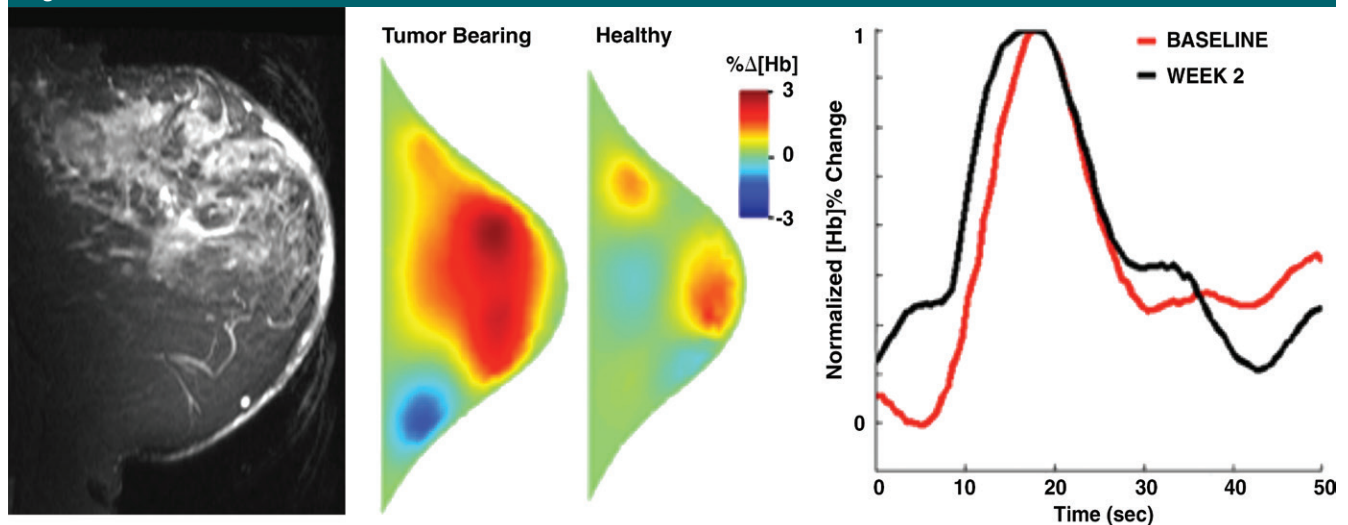 Tumor Bearing
Healthy
%Δ[Hb]
3
0
-3
Normalized [Hb]% Change
1
0
BASELINE
WEEK 2
0 10 20 30 40 50
Time (sec)